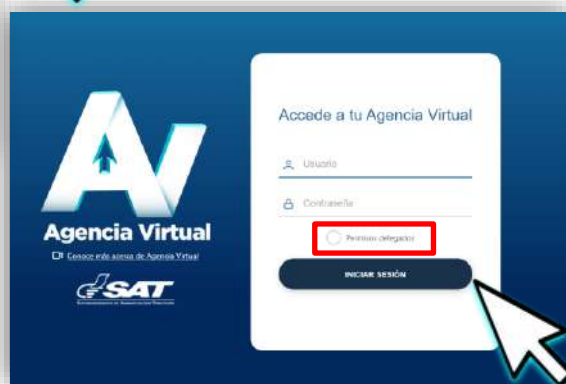 Accede a tu Agencia Virtual
Usuario
Contraseña
Permisos delegados
INICIAR SESIÓN
AV
Agencia Virtual
Conoce más acerca de Agencia Virtual
SAT